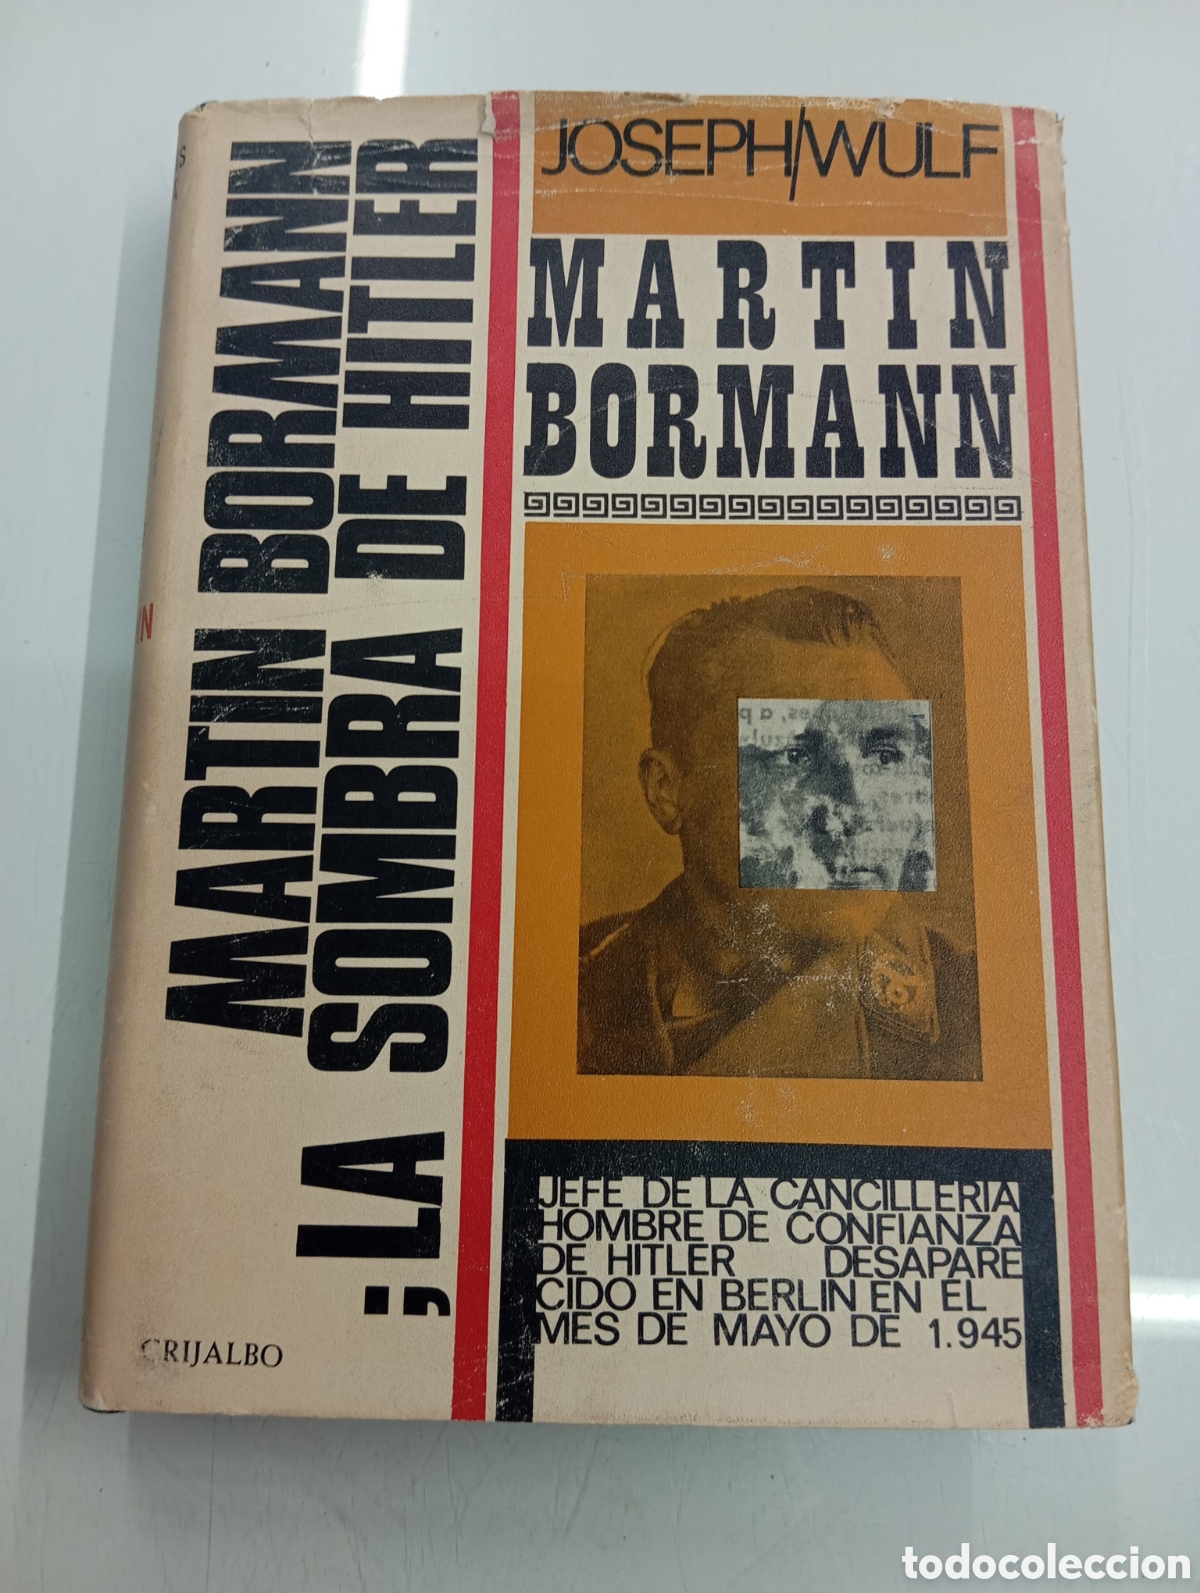 JOSEPH/WULF
MARTIN
BORMANN
MARTIN BORMANN
;LA SOMBRA DE HITLER
JEFE DE LA CANCILLERIA
HOMBRE DE CONFIANZA
DE HITLER DESAPARE
CIDO EN BERLIN EN EL
MES DE MAYO DE 1.945
GRIJALBO
todocoleccion